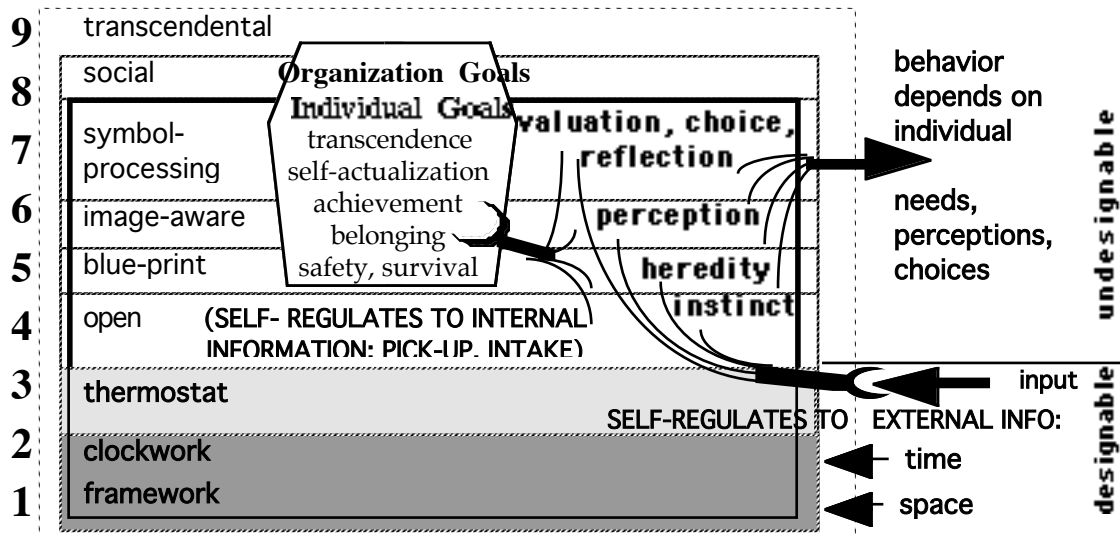 9
transcendental
8
social
Organization Goals
Individual Goals
7
symbol-
processing
transcendence
self-actualization
valuation, choice,
reflection
behavior
depends on
individual
6
image-aware
achievement
belonging
perception
needs,
perceptions,
choices
5
blue-print
safety, survival
heredity
instinct
undesignable
4
open
(SELF- REGULATES TO INTERNAL
INFORMATION: PICK-UP, INTAKE)
3
thermostat
input
SELF-REGULATES TO EXTERNAL INFO:
2
clockwork
time
1
framework
space
designable